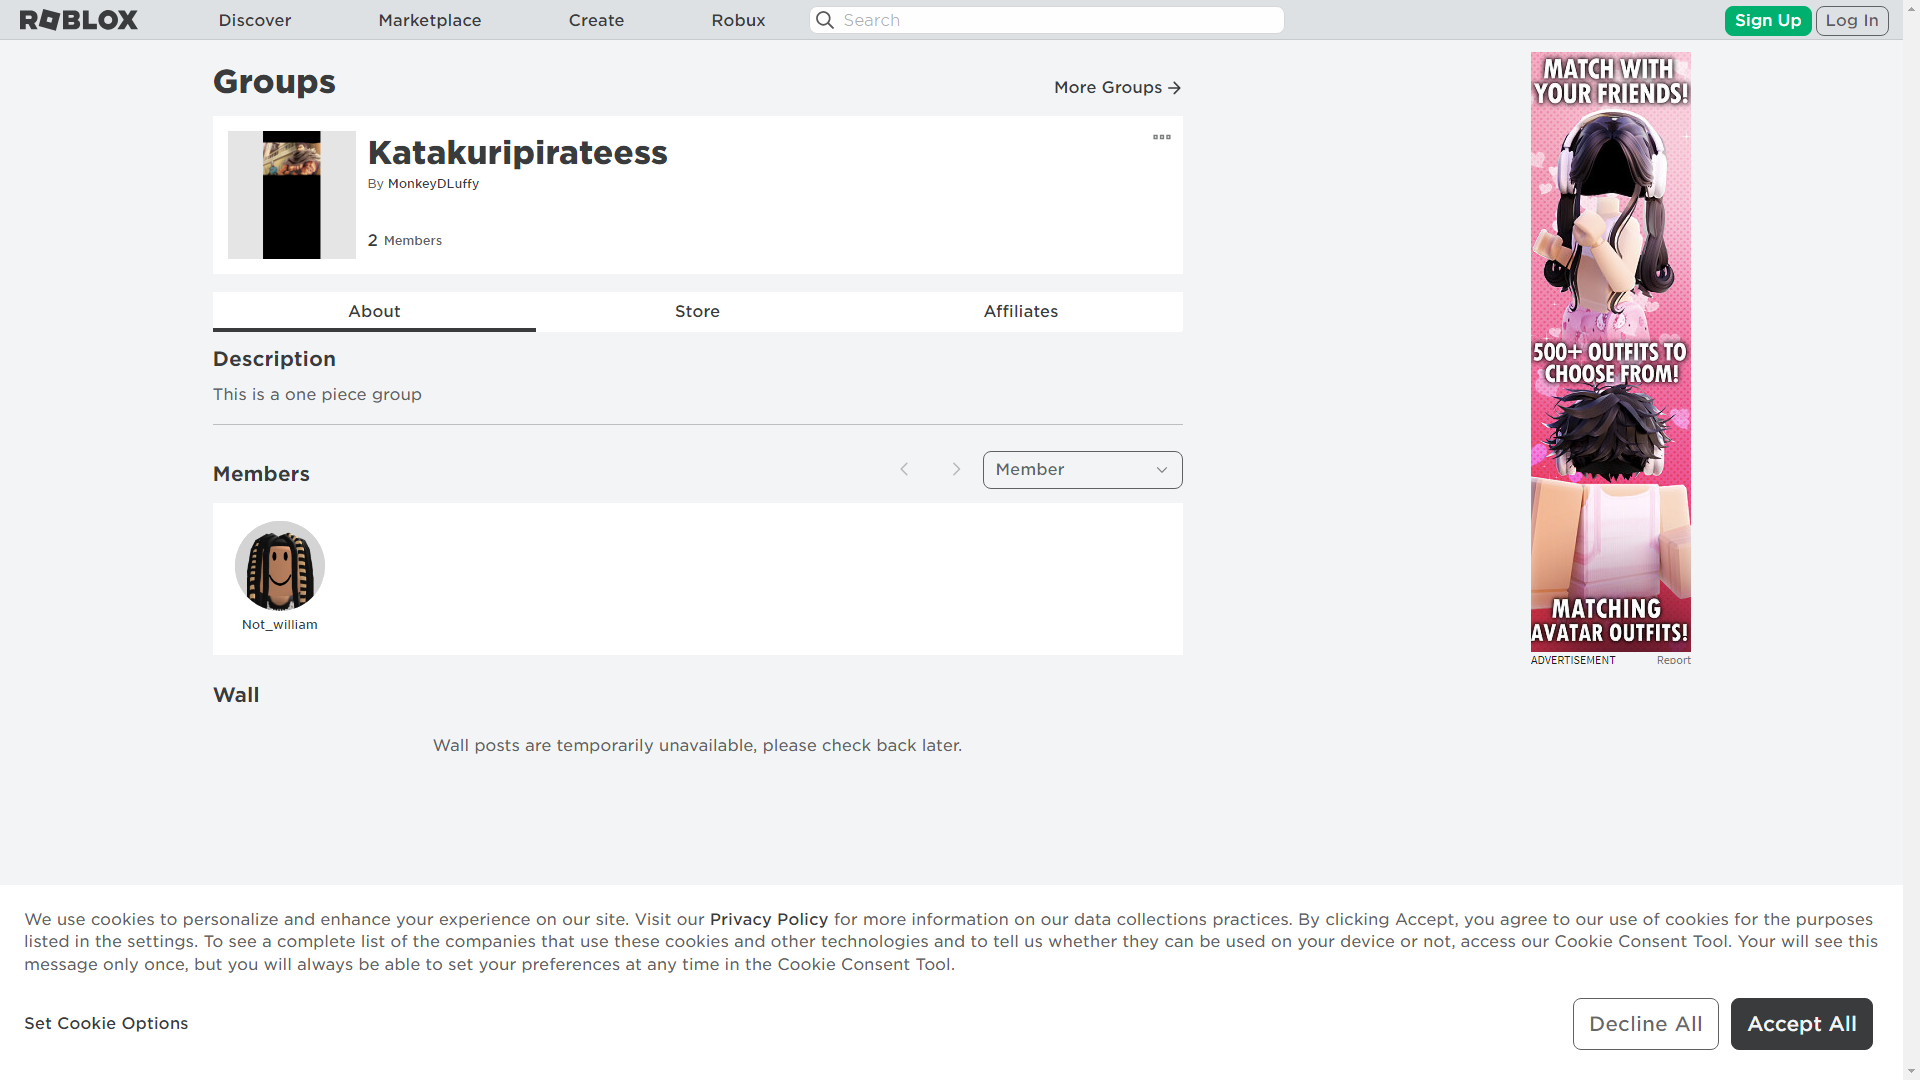 ROBLOX
Discover
Marketplace
Create
Robux
Search
Sign Up
Log In
Groups
More Groups
Katakuripirateess
By MonkeyDLuffy
2 Members
About
Store
Affiliates
Description
This is a one piece group
Members
Member
Not_william
Wall
Wall posts are temporarily unavailable, please check back later.
MATCH WITH
YOUR FRIENDS!
500+ OUTFITS TO
CHOOSE FROM!
MATCHING
AVATAR OUTFITS!
ADVERTISEMENT
Report
We use cookies to personalize and enhance your experience on our site. Visit our Privacy Policy for more information on our data collections practices. By clicking Accept, you agree to our use of cookies for the purposes
listed in the settings. To see a complete list of the companies that use these cookies and other technologies and to tell us whether they can be used on your device or not, access our Cookie Consent Tool. Your will see this
message only once, but you will always be able to set your preferences at any time in the Cookie Consent Tool.
Set Cookie Options
Decline All
Accept All